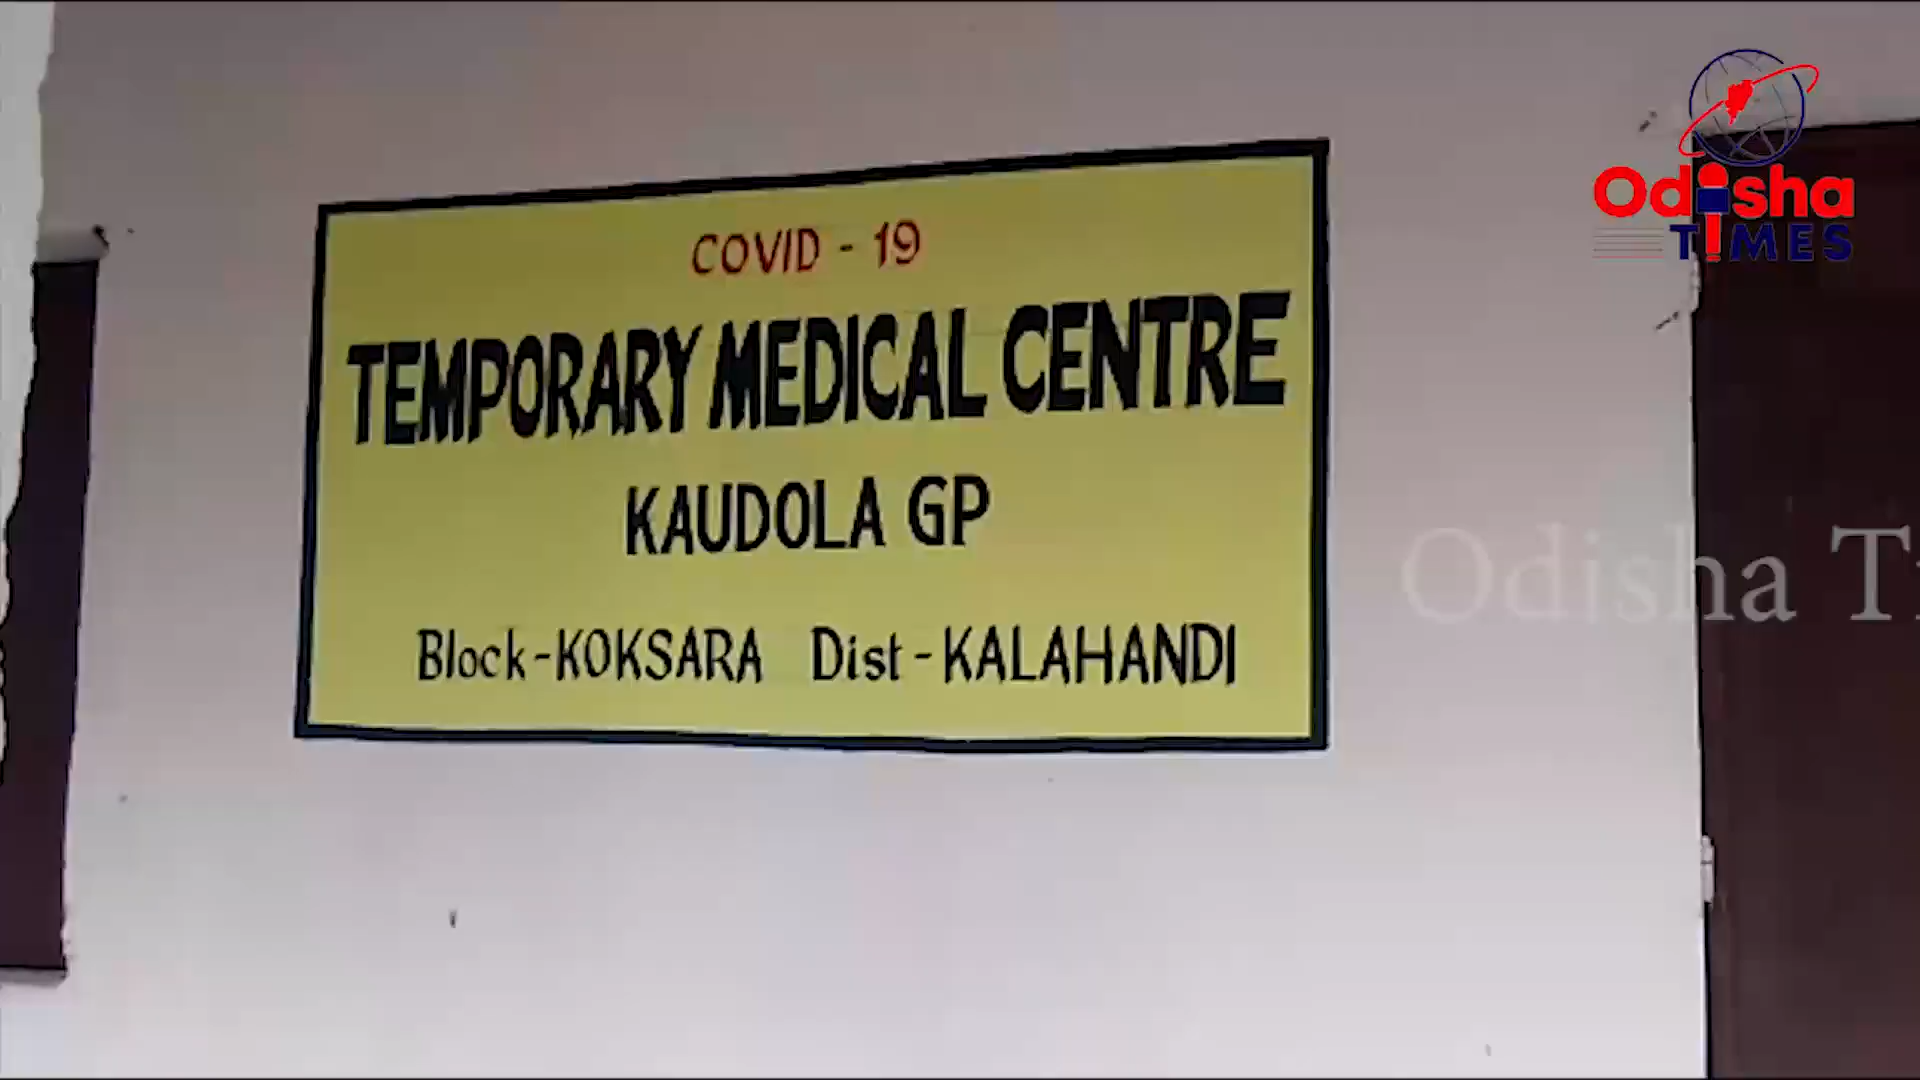 COVID - 19
TEMPORARY MEDICAL CENTRE
KAUDOLA GP
Block-KOKSARA Dist-KALAHANDI
Odisha
TIMES
Odisha